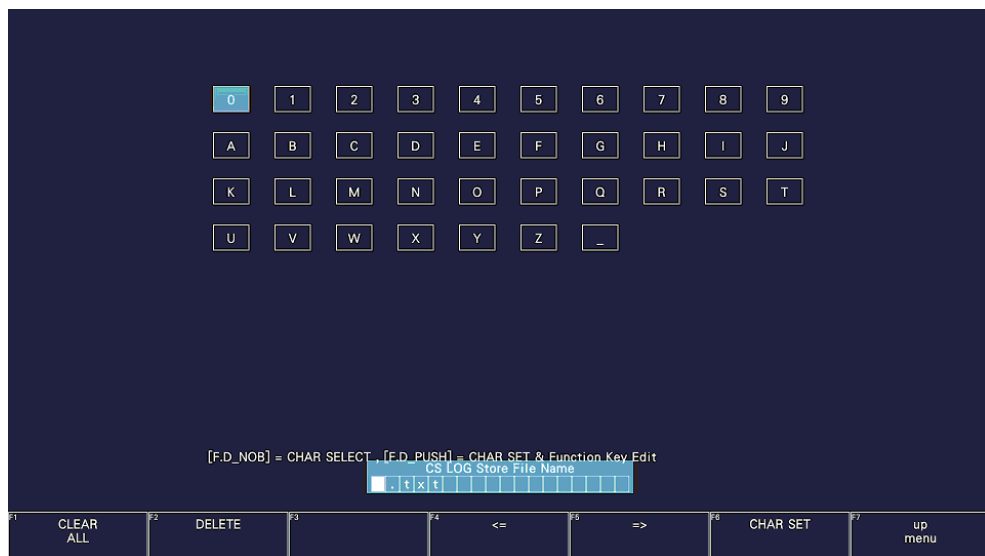 0 1 2 3 4 5 6 7 8 9
A B C D E F G H I J
K L M N O P Q R S T
U V W X Y Z _
[F.D_NOB] = CHAR SELECT , [F.D_PUSH] = CHAR SET & Function Key Edit
CS LOG Store File Name
.txt
F1 CLEAR ALL F2 DELETE F3 F4 <= F5 => F6 CHAR SET F7 up menu